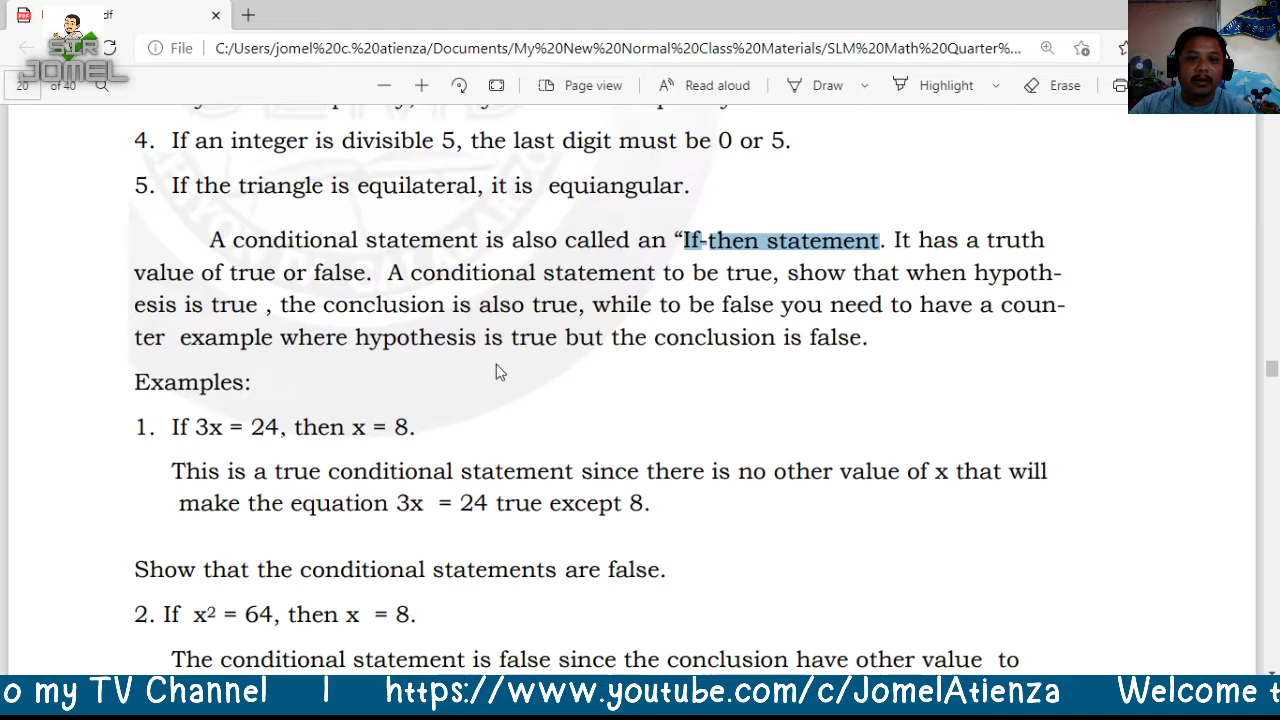 df
File C:/Users/jomel%20c.%20atienza/Documents/My%20New%20Normal%20Class%20Materials/SLM%20Math%20Quarter%...
SIR
JOMEL
20 of 40 Page view Read aloud Draw Highlight Erase
4. If an integer is divisible 5, the last digit must be 0 or 5.
5. If the triangle is equilateral, it is equiangular.
A conditional statement is also called an “If-then statement. It has a truth
value of true or false. A conditional statement to be true, show that when hypoth-
esis is true , the conclusion is also true, while to be false you need to have a coun-
ter example where hypothesis is true but the conclusion is false.
Examples:
1. If 3x = 24, then x = 8.
This is a true conditional statement since there is no other value of x that will
make the equation 3x = 24 true except 8.
Show that the conditional statements are false.
2. If x² = 64, then x = 8.
The conditional statement is false since the conclusion have other value to
o my TV Channel | https://www.youtube.com/c/JomelAtienza Welcome t